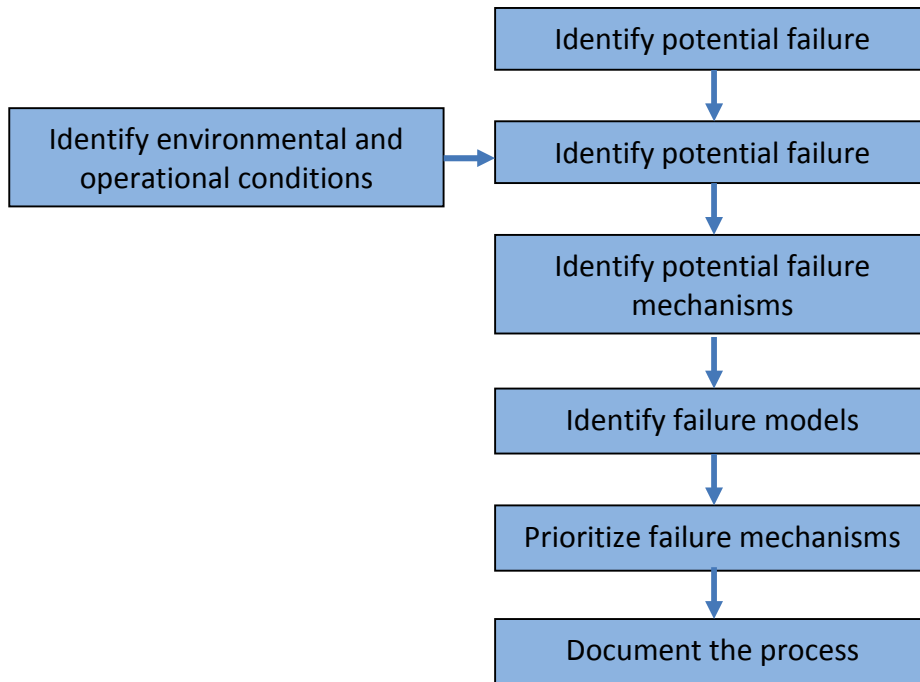 Identify potential failure
Identify environmental and
operational conditions
Identify potential failure
Identify potential failure
mechanisms
Identify failure models
Prioritize failure mechanisms
Document the process